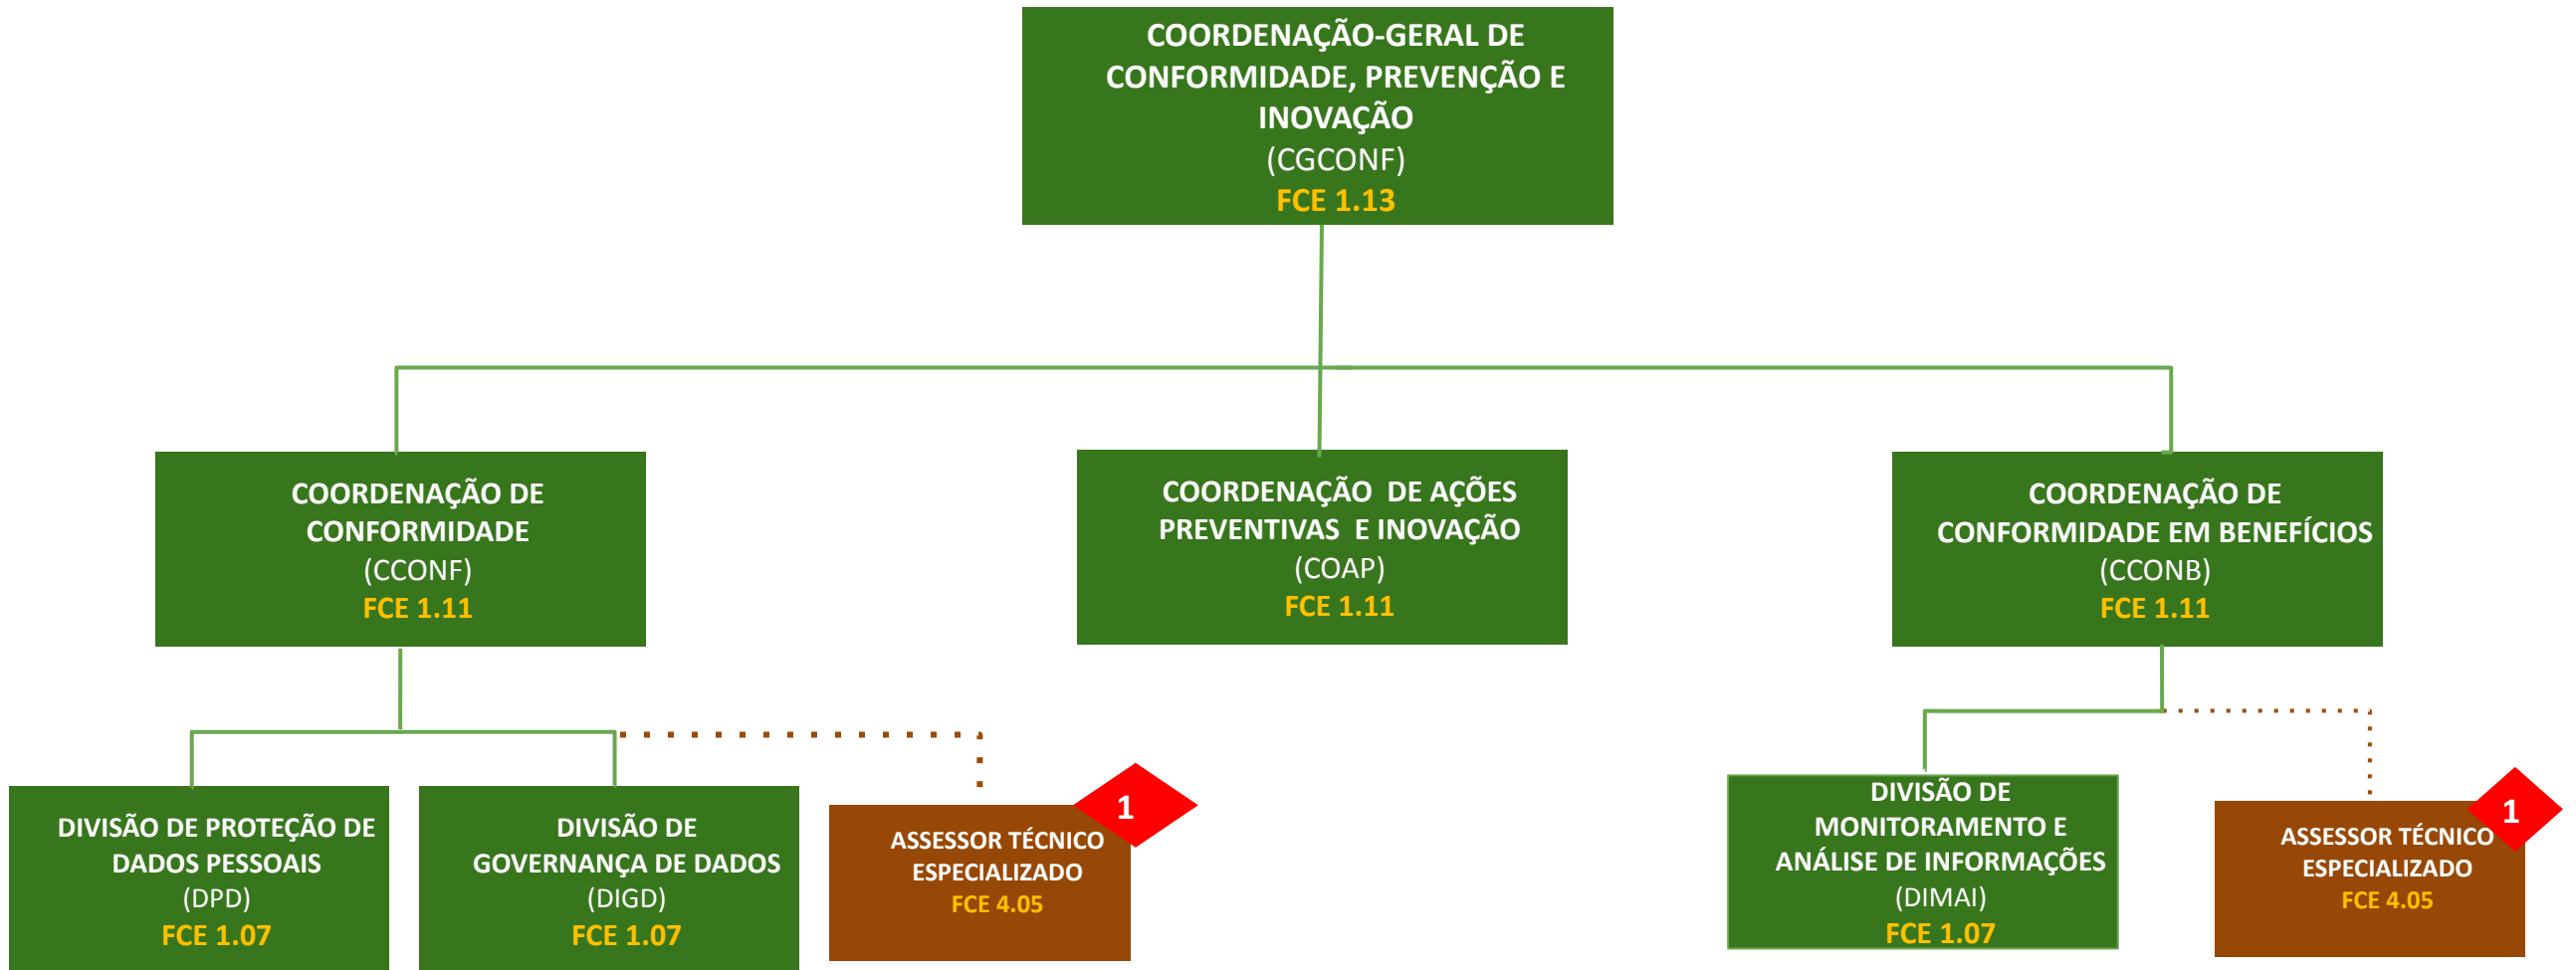 COORDENAÇÃO-GERAL DE
CONFORMIDADE, PREVENÇÃO E
INOVAÇÃO
(CGCONF)
FCE 1.13
COORDENAÇÃO DE
CONFORMIDADE
(CCONF)
FCE 1.11
COORDENAÇÃO DE AÇÕES
PREVENTIVAS E INOVAÇÃO
(COAP)
FCE 1.11
COORDENAÇÃO DE
CONFORMIDADE EM BENEFÍCIOS
(CCONB)
FCE 1.11
DIVISÃO DE PROTEÇÃO DE
DADOS PESSOAIS
(DPD)
FCE 1.07
DIVISÃO DE
GOVERNANÇA DE DADOS
(DIGD)
FCE 1.07
1
ASSESSOR TÉCNICO
ESPECIALIZADO
FCE 4.05
DIVISÃO DE
MONITORAMENTO E
ANÁLISE DE INFORMAÇÕES
(DIMAI)
FCE 1.07
1
ASSESSOR TÉCNICO
ESPECIALIZADO
FCE 4.05